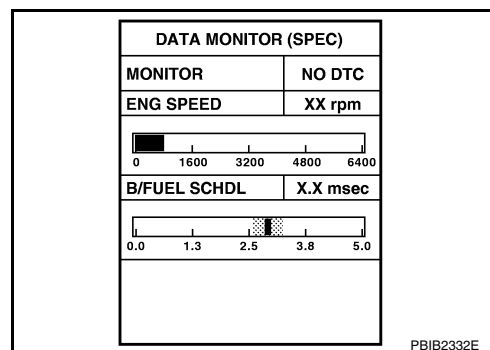 DATA MONITOR (SPEC)
MONITOR NO DTC
ENG SPEED XX rpm
0 1600 3200 4800 6400
B/FUEL SCHDL X.X msec
0.0 1.3 2.5 3.8 5.0
PBIB2332E